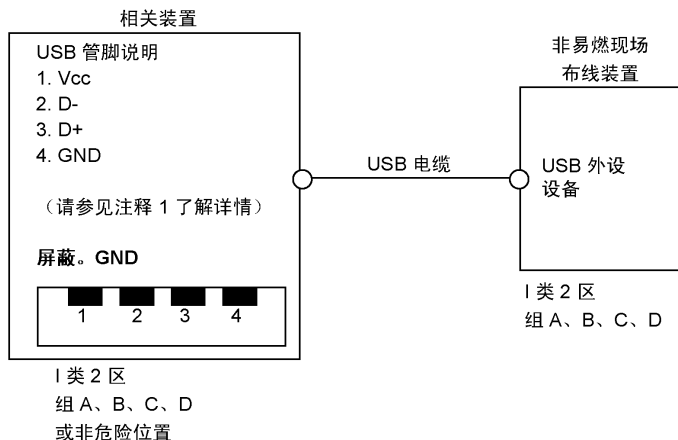 相关装置
USB 管脚说明
1. Vcc
2. D-
3. D+
4. GND
（请参见注释 1 了解详情）
屏蔽。GND
1 2 3 4
I 类 2 区
组 A、B、C、D
或非危险位置
USB 电缆
非易燃现场
布线装置
USB 外设
设备
I 类 2 区
组 A、B、C、D